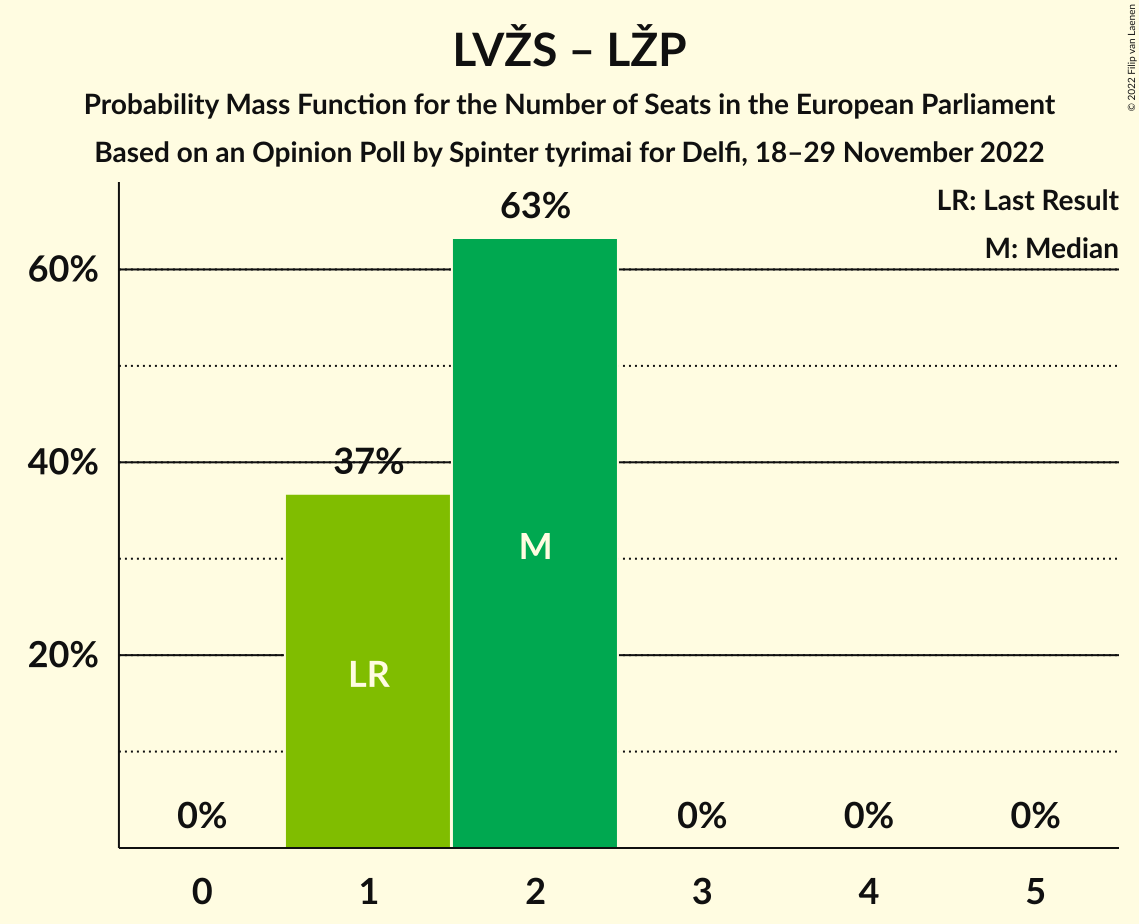 LVŽS – LŽP
Probability Mass Function for the Number of Seats in the European Parliament
Based on an Opinion Poll by Spinter tyrimai for Delfi, 18–29 November 2022
© 2022 Filip van Laenen
LR: Last Result
M: Median
63%
60%
37%
40%
M
20%
LR
0%
0%
0%
0%
0
1
2
3
4
5